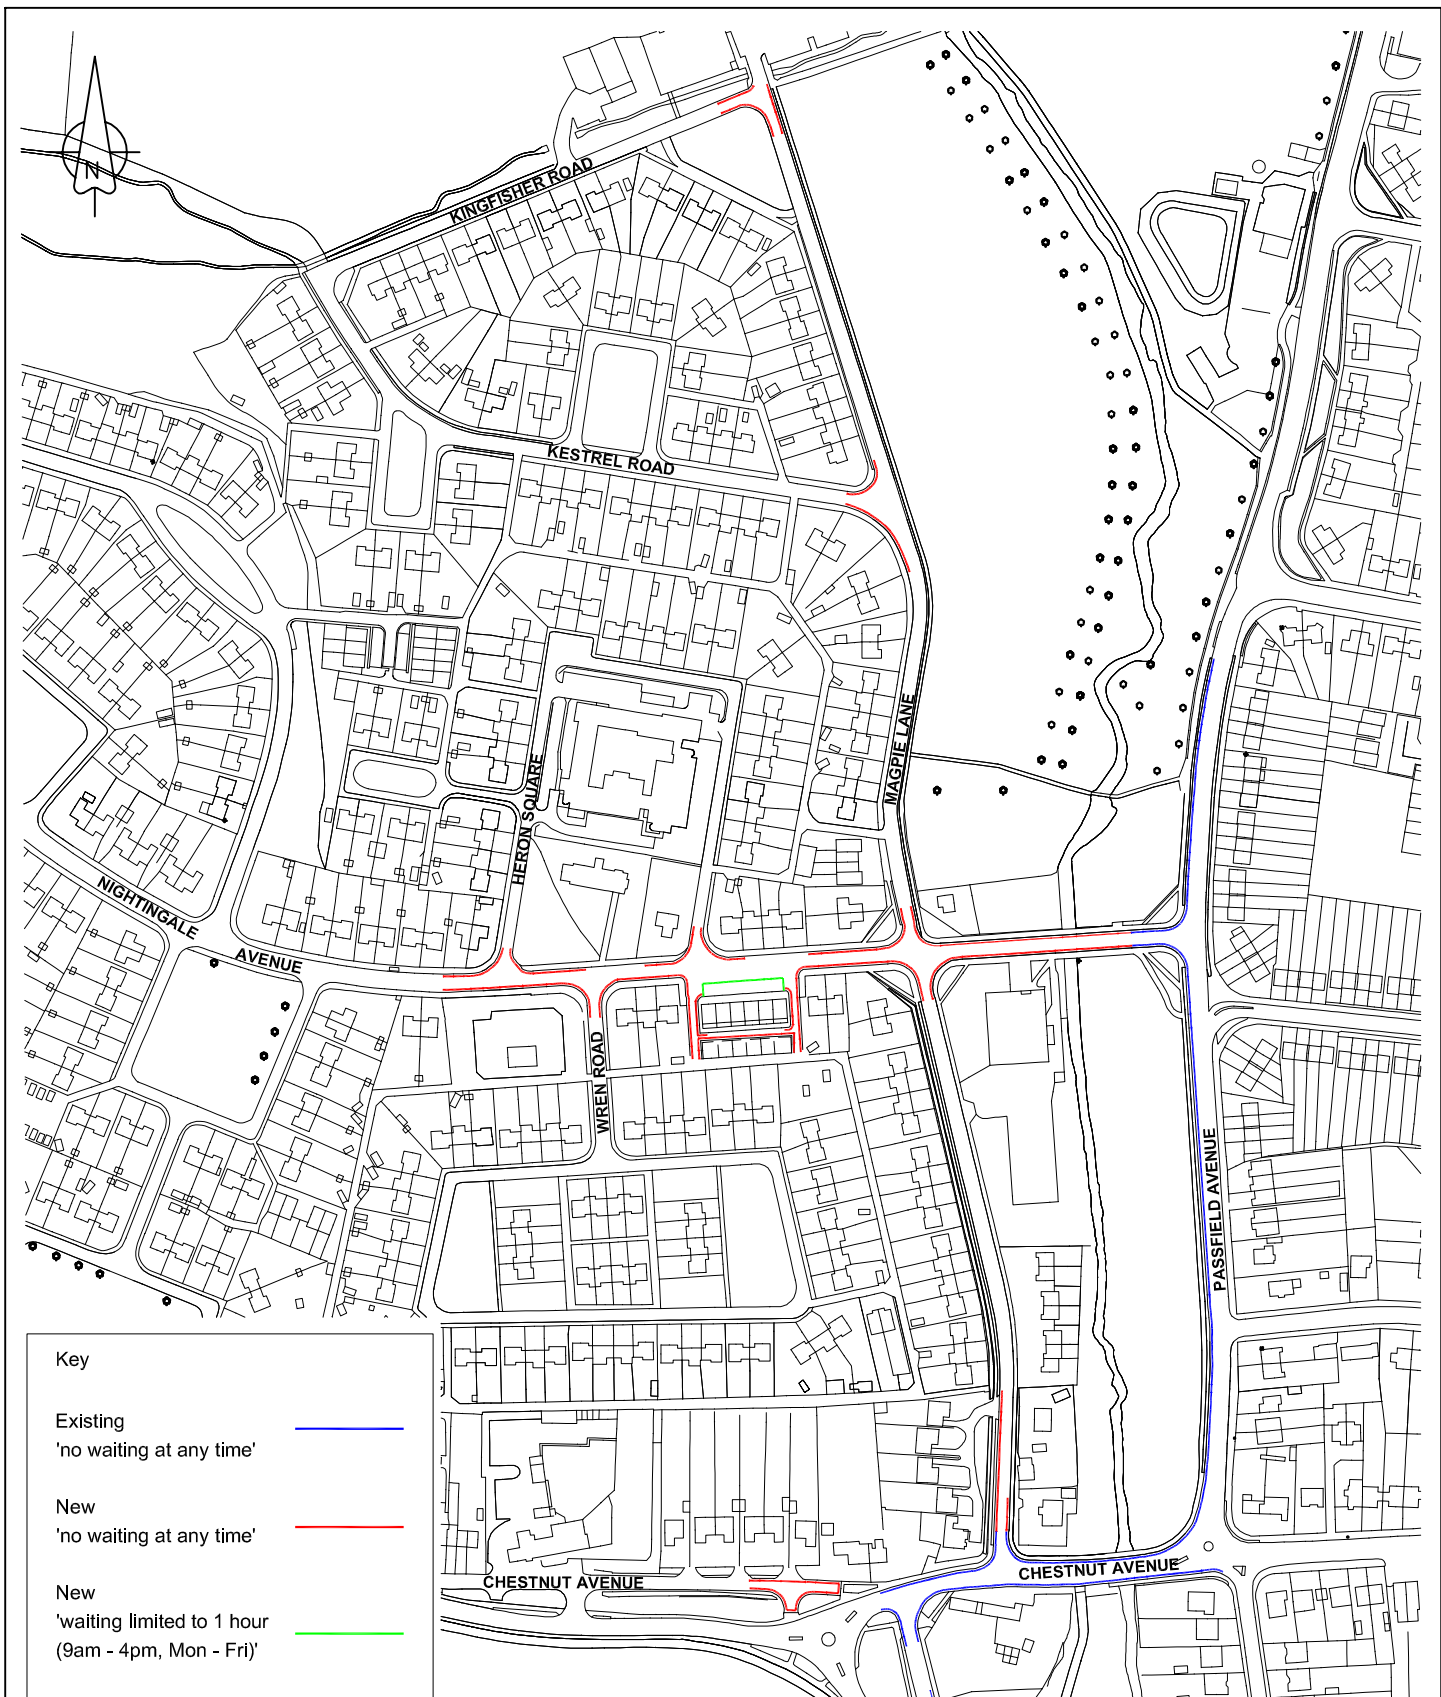 N
KINGFISHER ROAD
KESTREL ROAD
MAGPIE LANE
HERON SQUARE
NIGHTINGALE
AVENUE
WREN ROAD
PASSFIELD AVENUE
CHESTNUT AVENUE
CHESTNUT AVENUE
Key
Existing
'no waiting at any time'
New
'no waiting at any time'
New
'waiting limited to 1 hour
(9am - 4pm, Mon - Fri)'